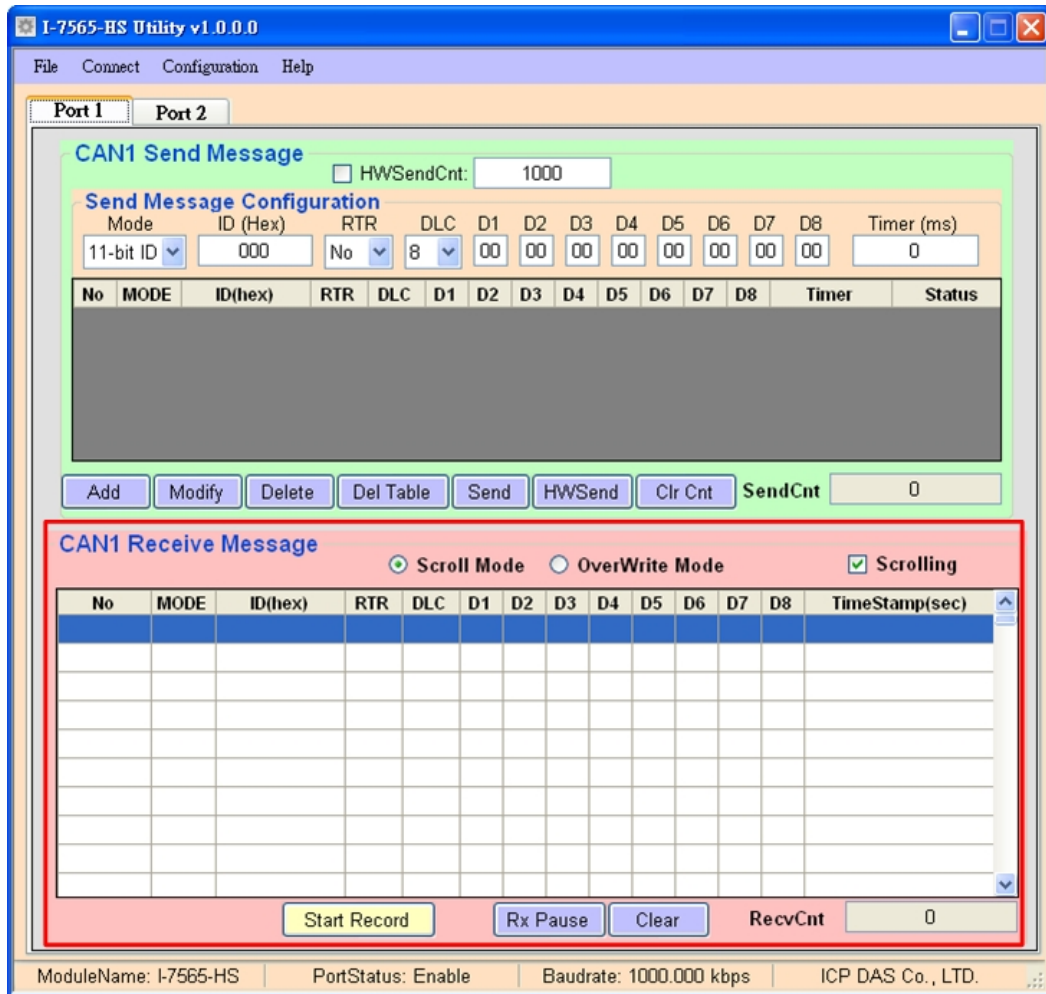 I-7565-HS Utility v1.0.0.0
File Connect Configuration Help
Port 1 Port 2
CAN1 Send Message
HWSendCnt: 1000
Send Message Configuration
Mode ID (Hex) RTR DLC D1 D2 D3 D4 D5 D6 D7 D8 Timer (ms)
11-bit ID 000 No 8 00 00 00 00 00 00 00 00 0
No MODE ID(hex) RTR DLC D1 D2 D3 D4 D5 D6 D7 D8 Timer Status
Add Modify Delete Del Table Send HWSend Clr Cnt SendCnt 0
CAN1 Receive Message
Scroll Mode OverWrite Mode Scrolling
No MODE ID(hex) RTR DLC D1 D2 D3 D4 D5 D6 D7 D8 TimeStamp(sec)
Start Record Rx Pause Clear RecvCnt 0
ModuleName: I-7565-HS PortStatus: Enable Baudrate: 1000.000 kbps ICP DAS Co., LTD.